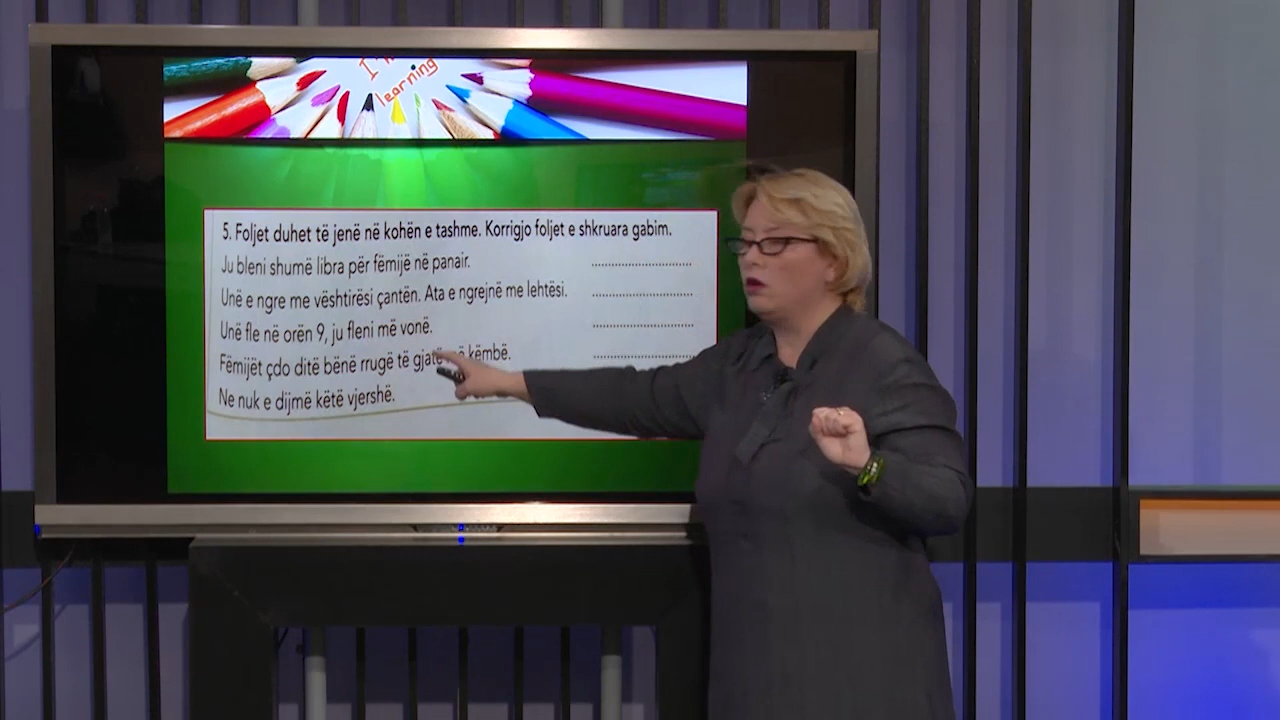 I'm
learning
5. Foljet duhet të jenë në kohën e tashme. Korrigjo foljet e shkruara gabim.
Ju bleni shumë libra për fëmijë në panair. ........................
Unë e ngre me vështirësi çantën. Ata e ngrejnë me lehtësi. ........................
Unë fle në orën 9, ju fleni më vonë. ........................
Fëmijët çdo ditë bënë rrugë të gjatë në këmbë. ........................
Ne nuk e dijmë këtë vjershë.